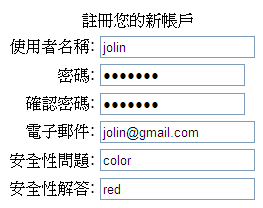 註冊您的新帳戶
使用者名稱: jolin
密碼: ●●●●●●●
確認密碼: ●●●●●●●
電子郵件: jolin@gmail.com
安全性問題: color
安全性解答: red